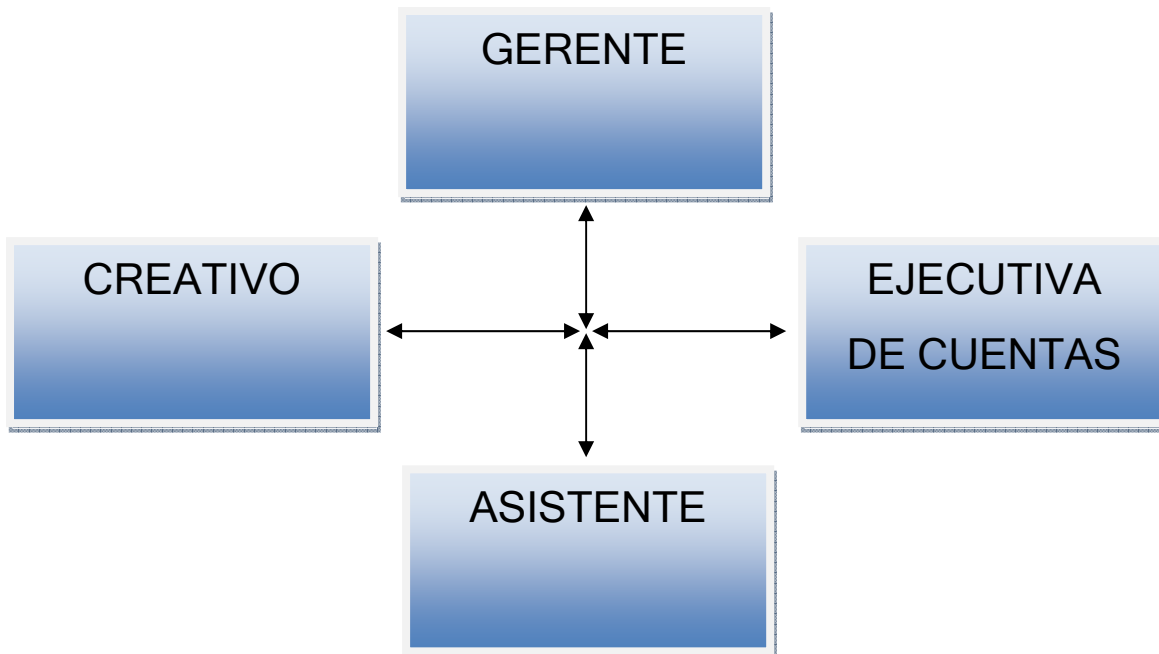 GERENTE
CREATIVO
EJECUTIVA
DE CUENTAS
ASISTENTE